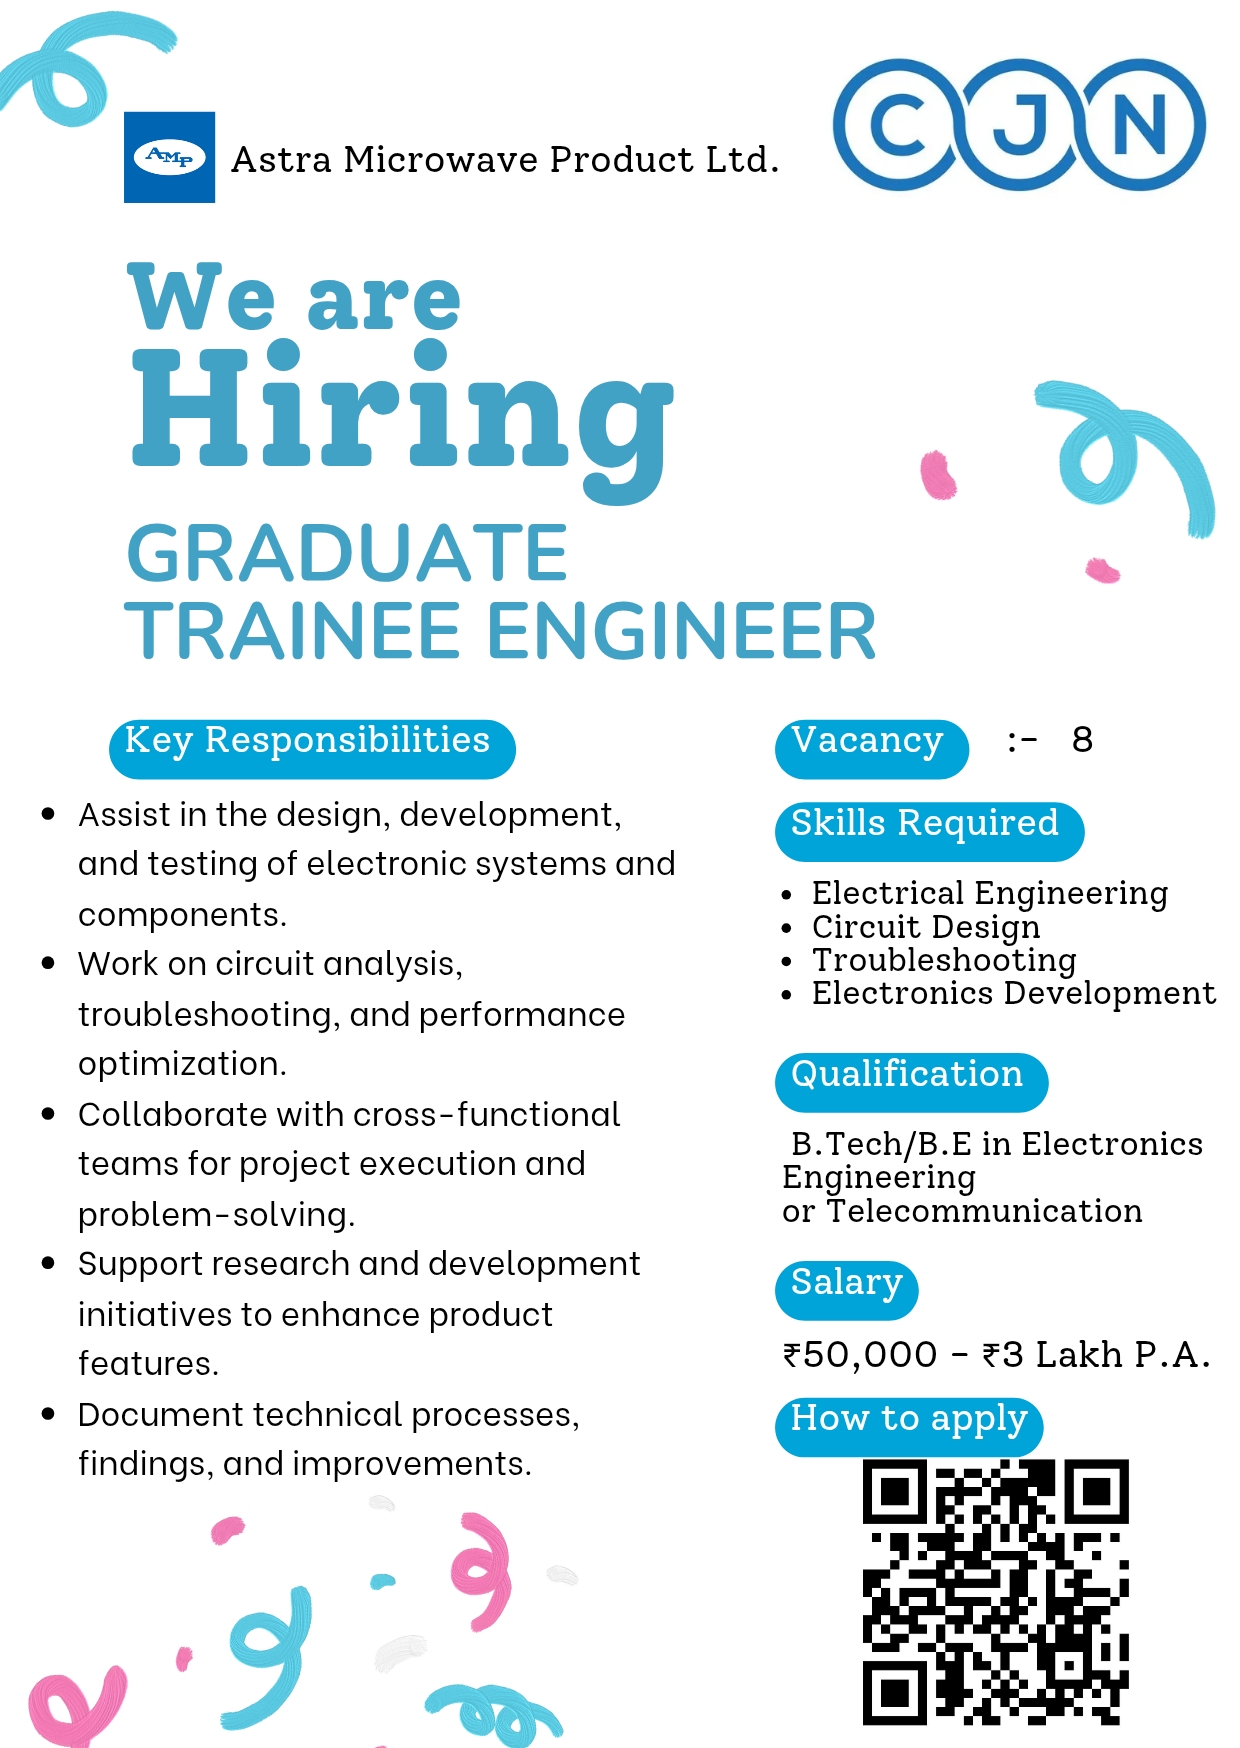 AMP
Astra Microwave Product Ltd.
CJN
We are
Hiring
GRADUATE
TRAINEE ENGINEER
Key Responsibilities
• Assist in the design, development,
and testing of electronic systems and
components.
• Work on circuit analysis,
troubleshooting, and performance
optimization.
• Collaborate with cross-functional
teams for project execution and
problem-solving.
• Support research and development
initiatives to enhance product
features.
• Document technical processes,
findings, and improvements.
Vacancy :- 8
Skills Required
• Electrical Engineering
• Circuit Design
• Troubleshooting
• Electronics Development
Qualification
B.Tech/B.E in Electronics
Engineering
or Telecommunication
Salary
₹50,000 - ₹3 Lakh P.A.
How to apply